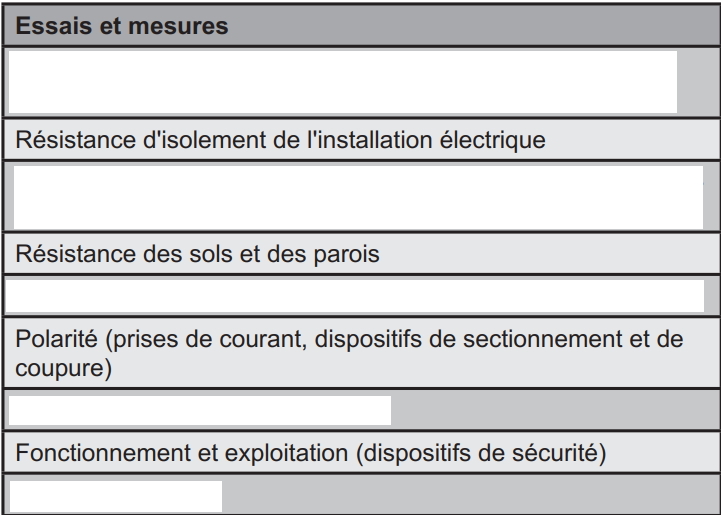 Essais et mesures
Résistance d'isolement de l'installation électrique
Résistance des sols et des parois
Polarité (prises de courant, dispositifs de sectionnement et de
coupure)
Fonctionnement et exploitation (dispositifs de sécurité)